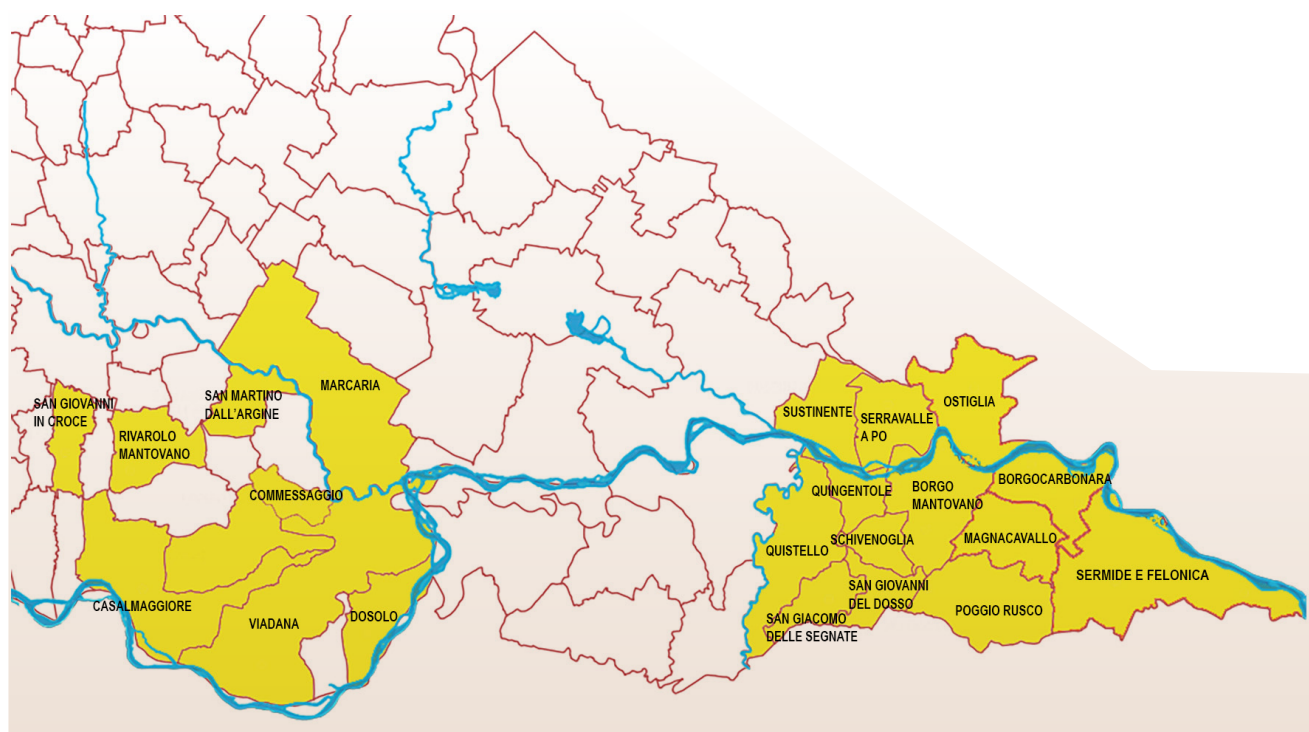 MARCARIA
SAN MARTINO
DALL'ARGINE
SAN GIOVANNI
IN CROCE
RIVAROLO
MANTOVANO
COMMESSAGGIO
CASALMAGGIORE
VIADANA
DOSOLO
SUSTINENTE
SERRAVALLE
A PO
OSTIGLIA
QUINGENTOLE
BORGO
MANTOVANO
BORGOCARBONARA
QUISTELLO
SCHIVENOGLIA
MAGNACAVALLO
SERMIDE E FELONICA
SAN GIOVANNI
DEL DOSSO
POGGIO RUSCO
SAN GIACOMO
DELLE SEGNATE